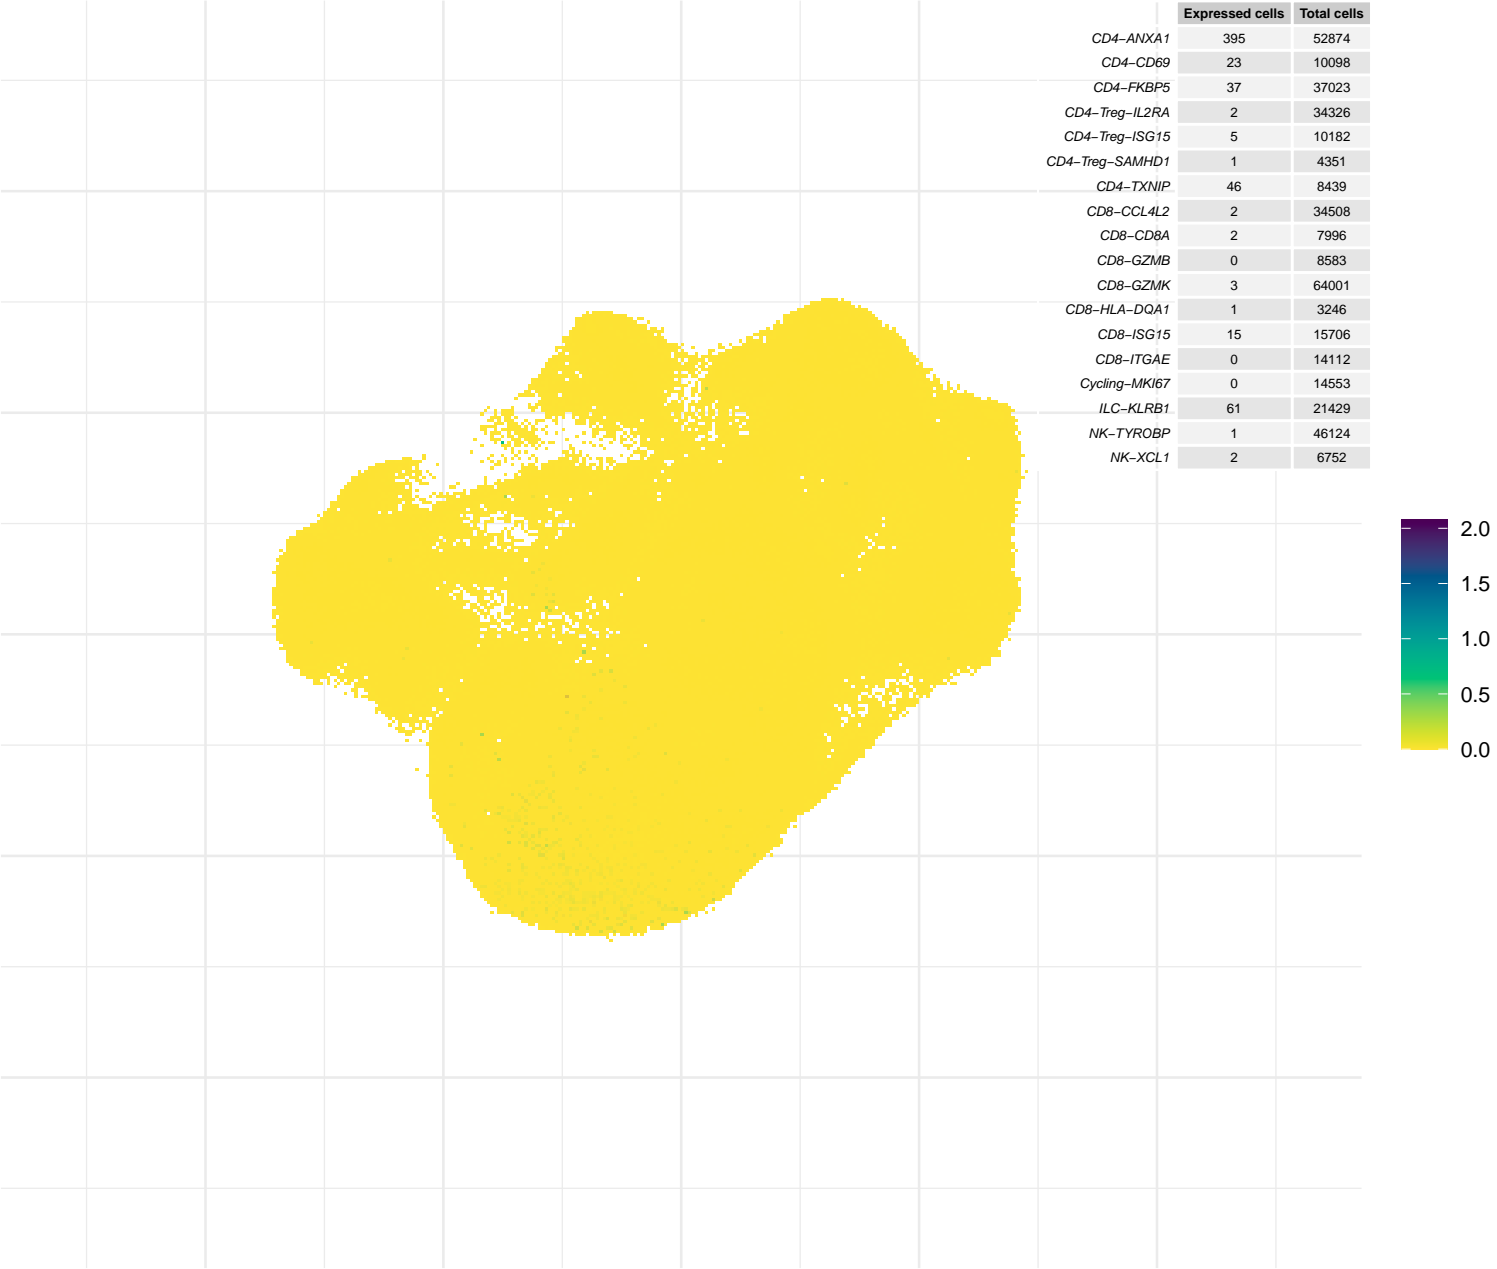 Expressed cells Total cells
CD4−ANXA1 395 52874
CD4−CD69 23 10098
CD4−FKBP5 37 37023
CD4−Treg−IL2RA 2 34326
CD4−Treg−ISG15 5 10182
CD4−Treg−SAMHD1 1 4351
CD4−TXNIP 46 8439
CD8−CCL4L2 2 34508
CD8−CD8A 2 7996
CD8−GZMB 0 8583
CD8−GZMK 3 64001
CD8−HLA−DQA1 1 3246
CD8−ISG15 15 15706
CD8−ITGAE 0 14112
Cycling−MKI67 0 14553
ILC−KLRB1 61 21429
NK−TYROBP 1 46124
NK−XCL1 2 6752
2.0
1.5
1.0
0.5
0.0